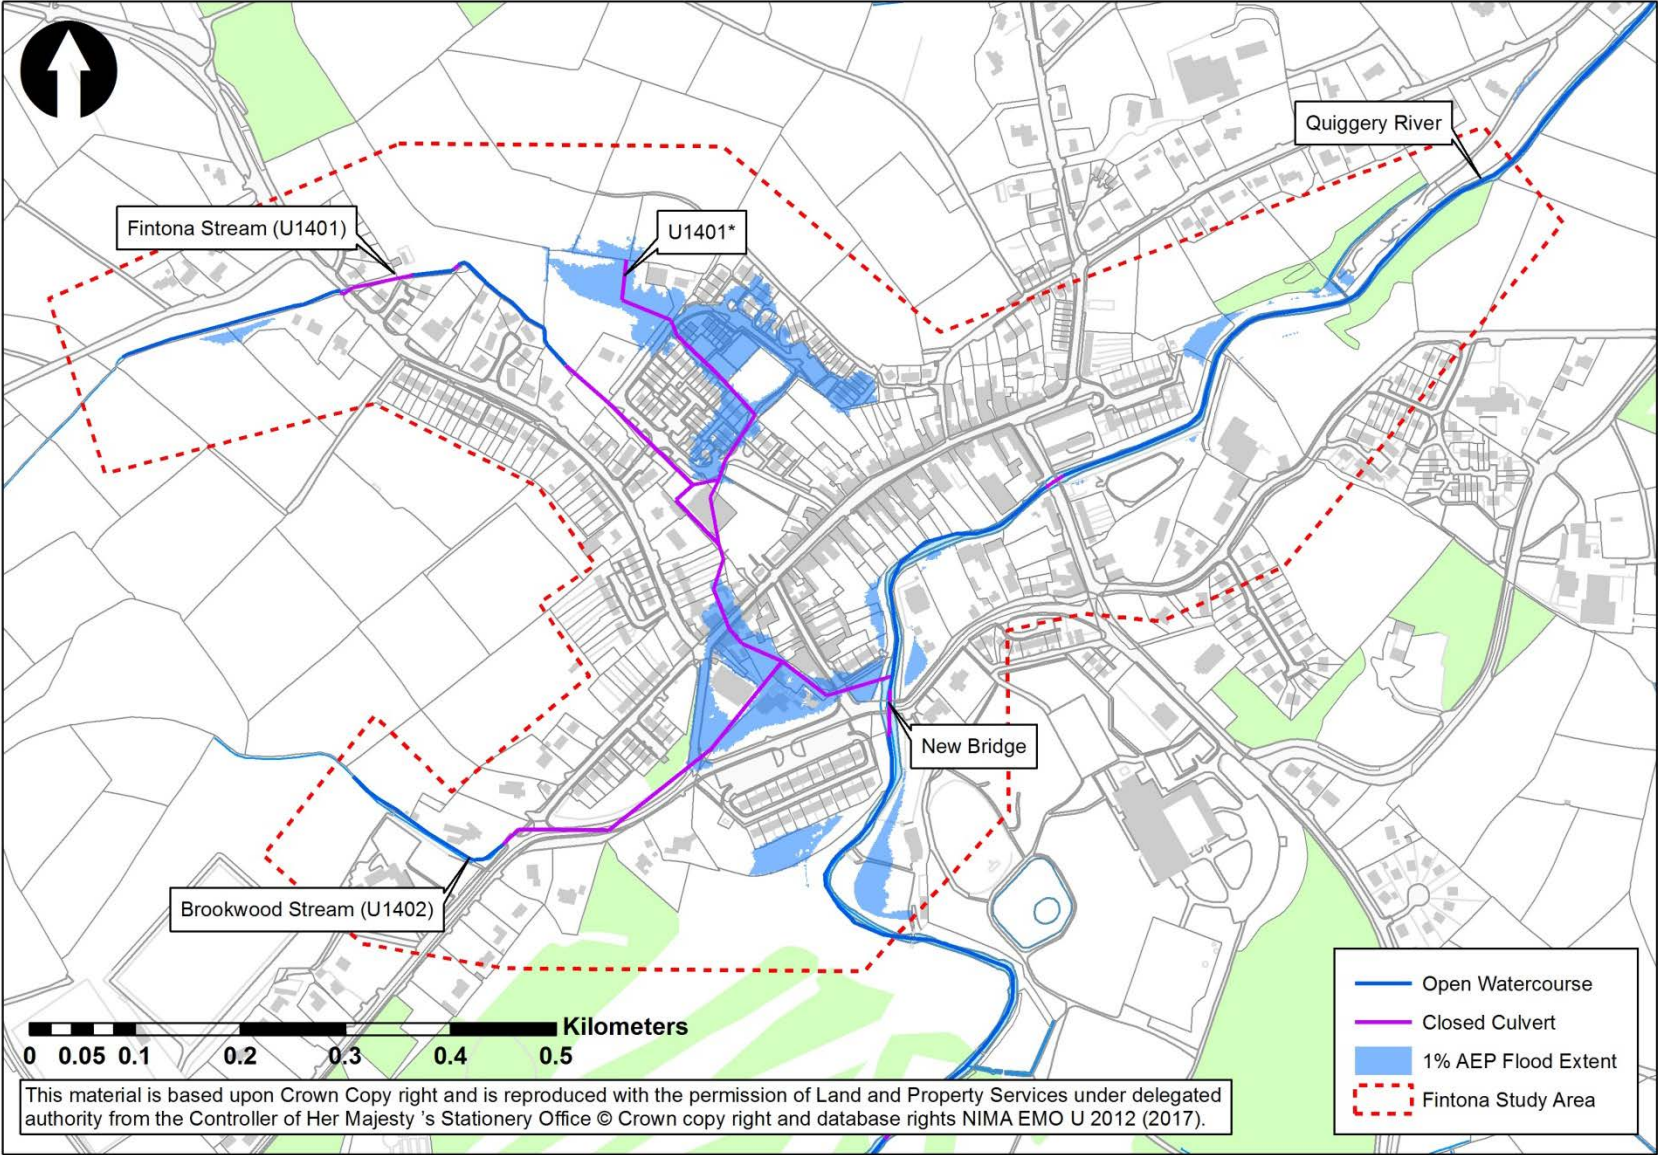 Quiggery River
Fintona Stream (U1401)
U1401*
New Bridge
Brookwood Stream (U1402)
Kilometers
0 0.05 0.1 0.2 0.3 0.4 0.5
Open Watercourse
Closed Culvert
1% AEP Flood Extent
Fintona Study Area
This material is based upon Crown Copy right and is reproduced with the permission of Land and Property Services under delegated
authority from the Controller of Her Majesty 's Stationery Office © Crown copy right and database rights NIMA EMO U 2012 (2017).